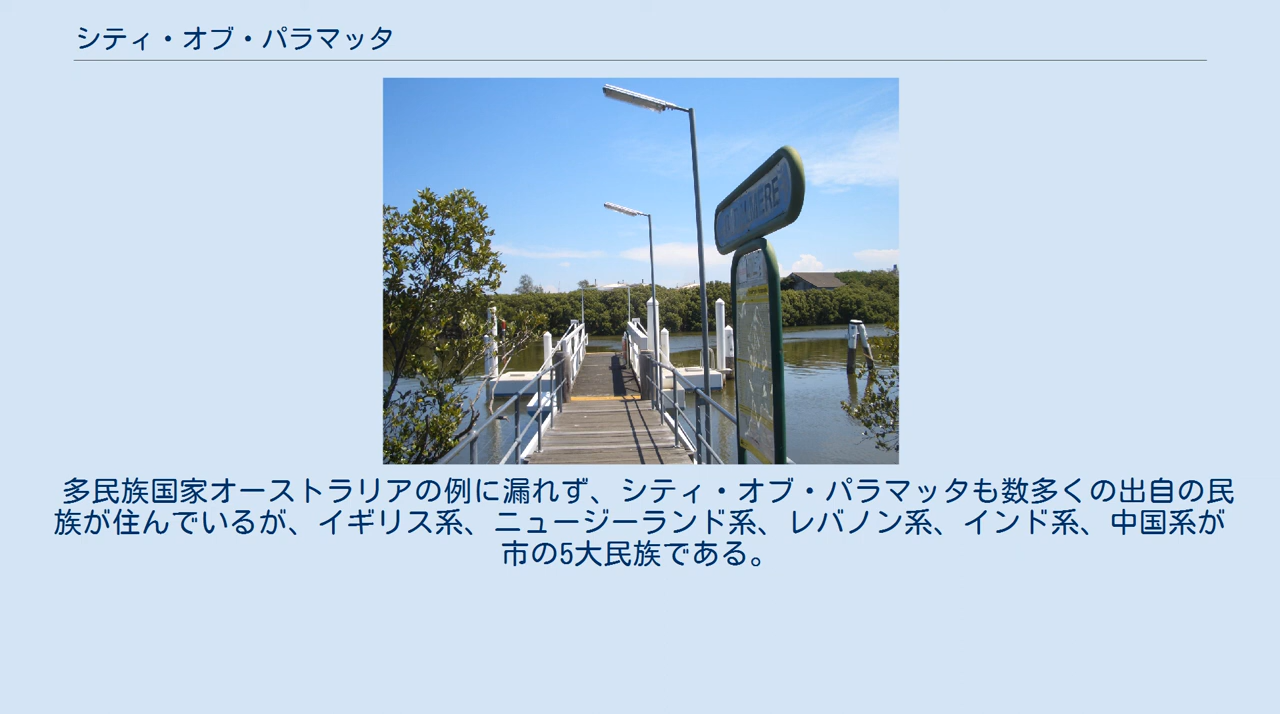 シティ・オブ・パラマッタ
多民族国家オーストラリアの例に漏れず、シティ・オブ・パラマッタも数多くの出自の民
族が住んでいるが、イギリス系、ニュージーランド系、レバノン系、インド系、中国系が
市の5大民族である。